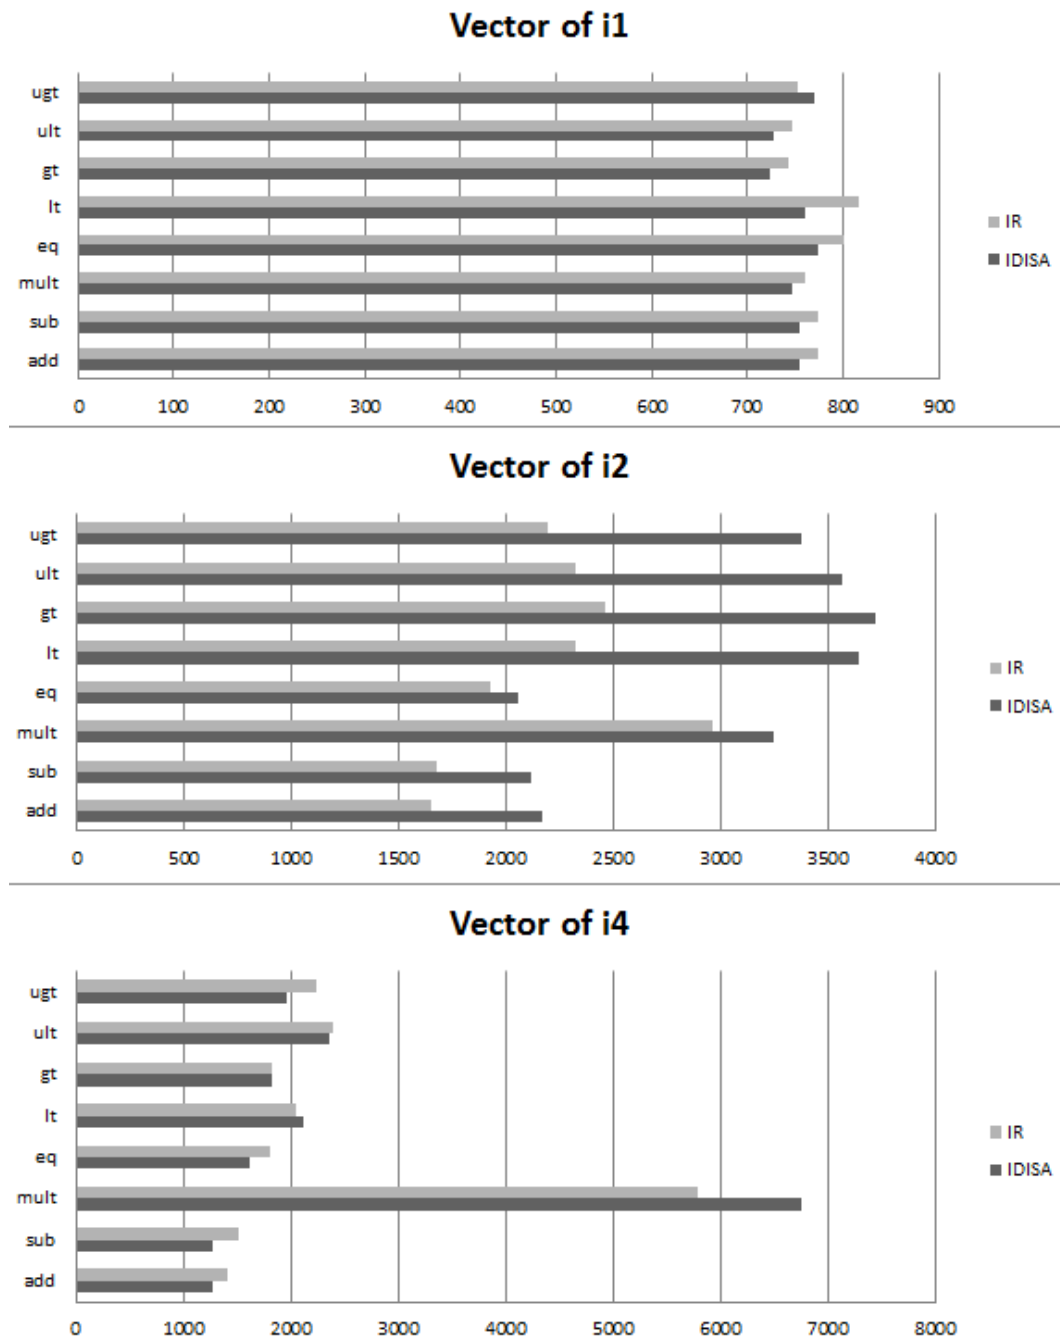 Vector of i1
ugt
ult
gt
lt
eq
mult
sub
add
0 100 200 300 400 500 600 700 800 900
IR
IDISA
Vector of i2
ugt
ult
gt
lt
eq
mult
sub
add
0 500 1000 1500 2000 2500 3000 3500 4000
IR
IDISA
Vector of i4
ugt
ult
gt
lt
eq
mult
sub
add
0 1000 2000 3000 4000 5000 6000 7000 8000
IR
IDISA